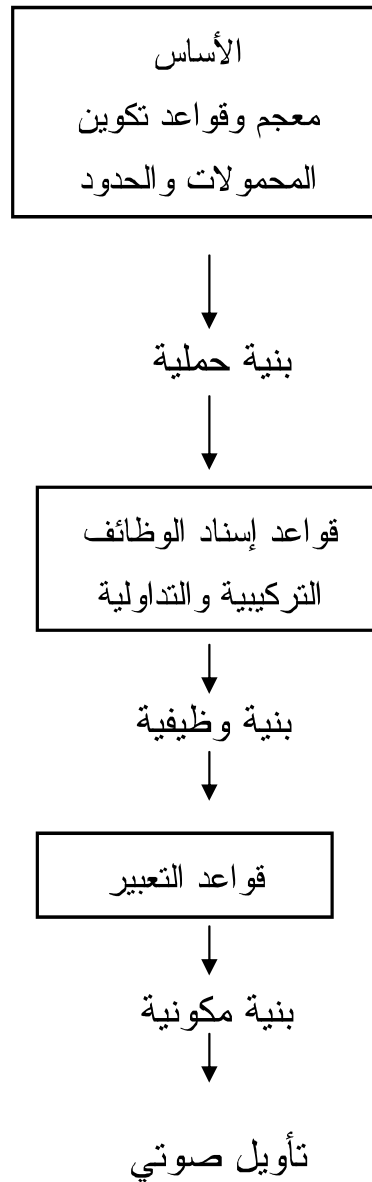 الأساس
معجم وقواعد تكوين
المحمولات والحدود
بنية حملية
قواعد إسناد الوظائف
التركيبية والتداولية
بنية وظيفية
قواعد التعبير
بنية مكونية
تأويل صوتي